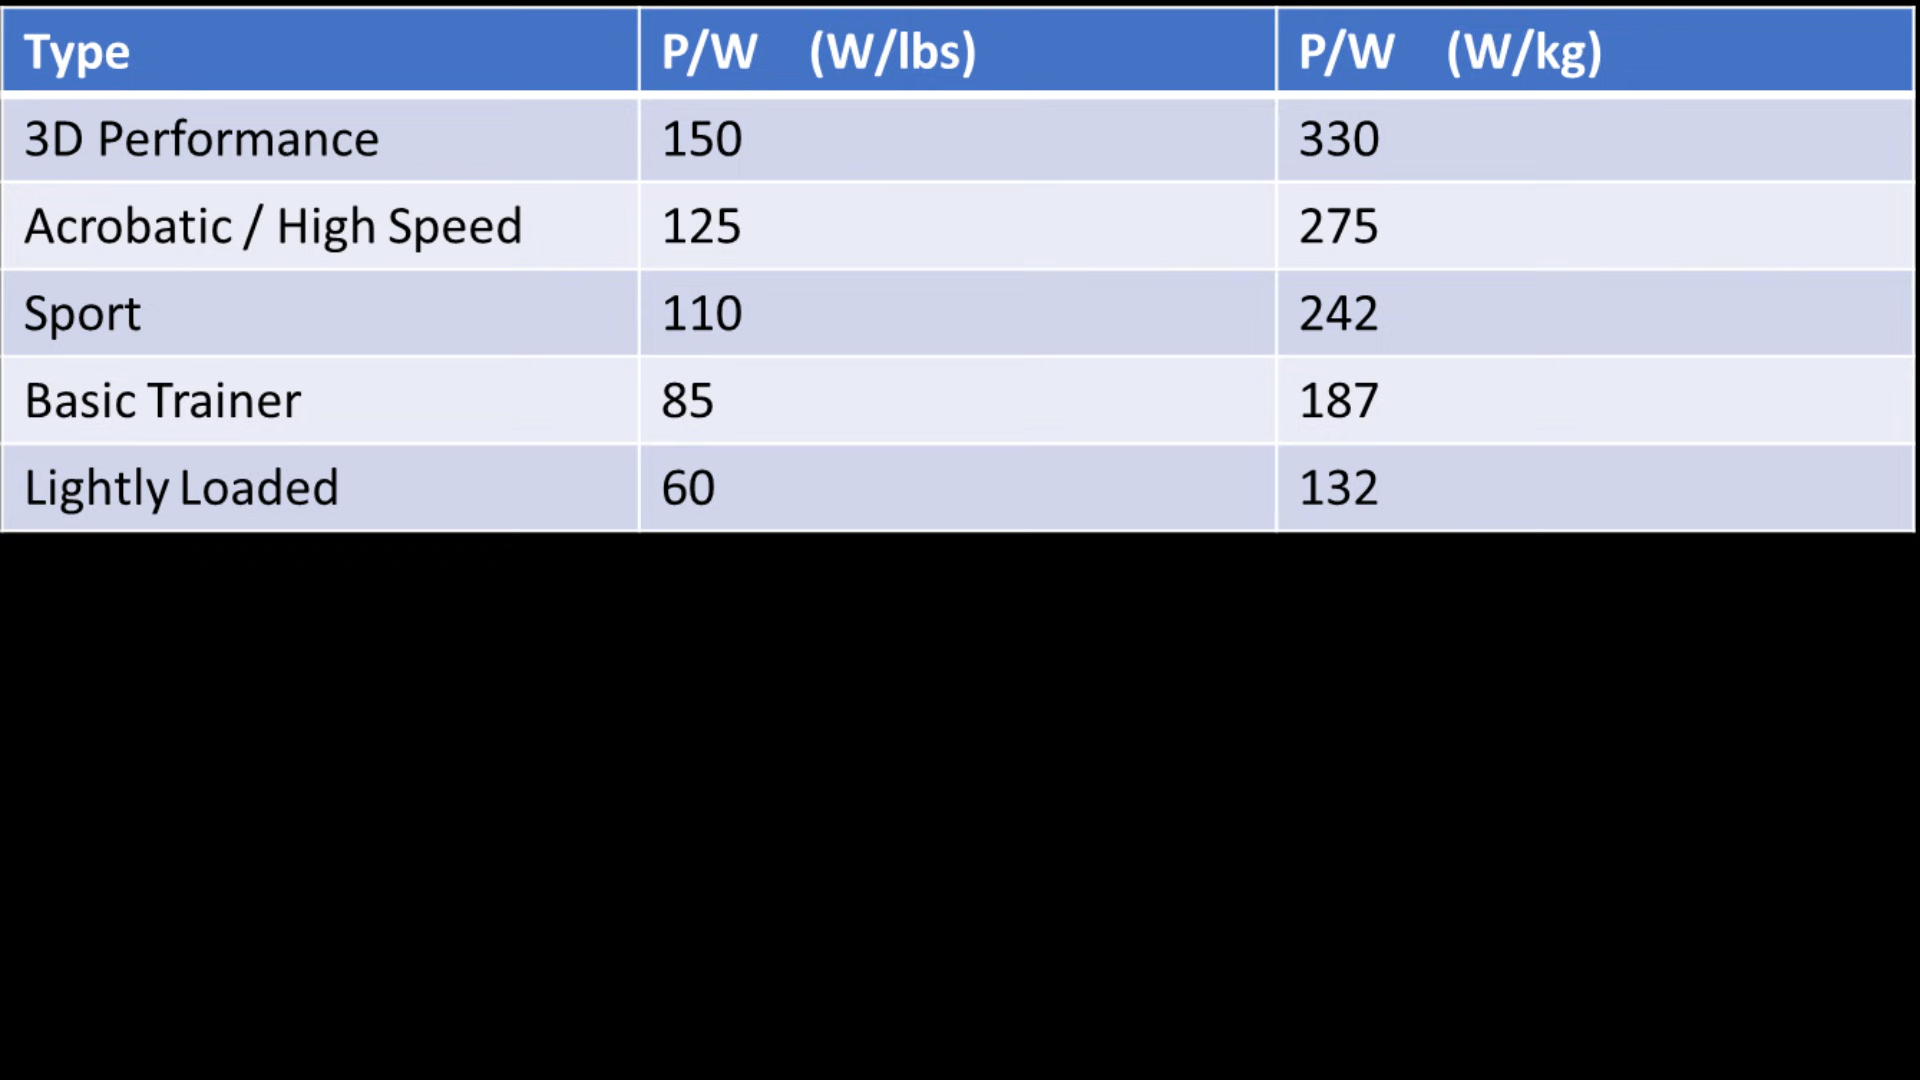 Type P/W (W/lbs) P/W (W/kg)
3D Performance 150 330
Acrobatic / High Speed 125 275
Sport 110 242
Basic Trainer 85 187
Lightly Loaded 60 132